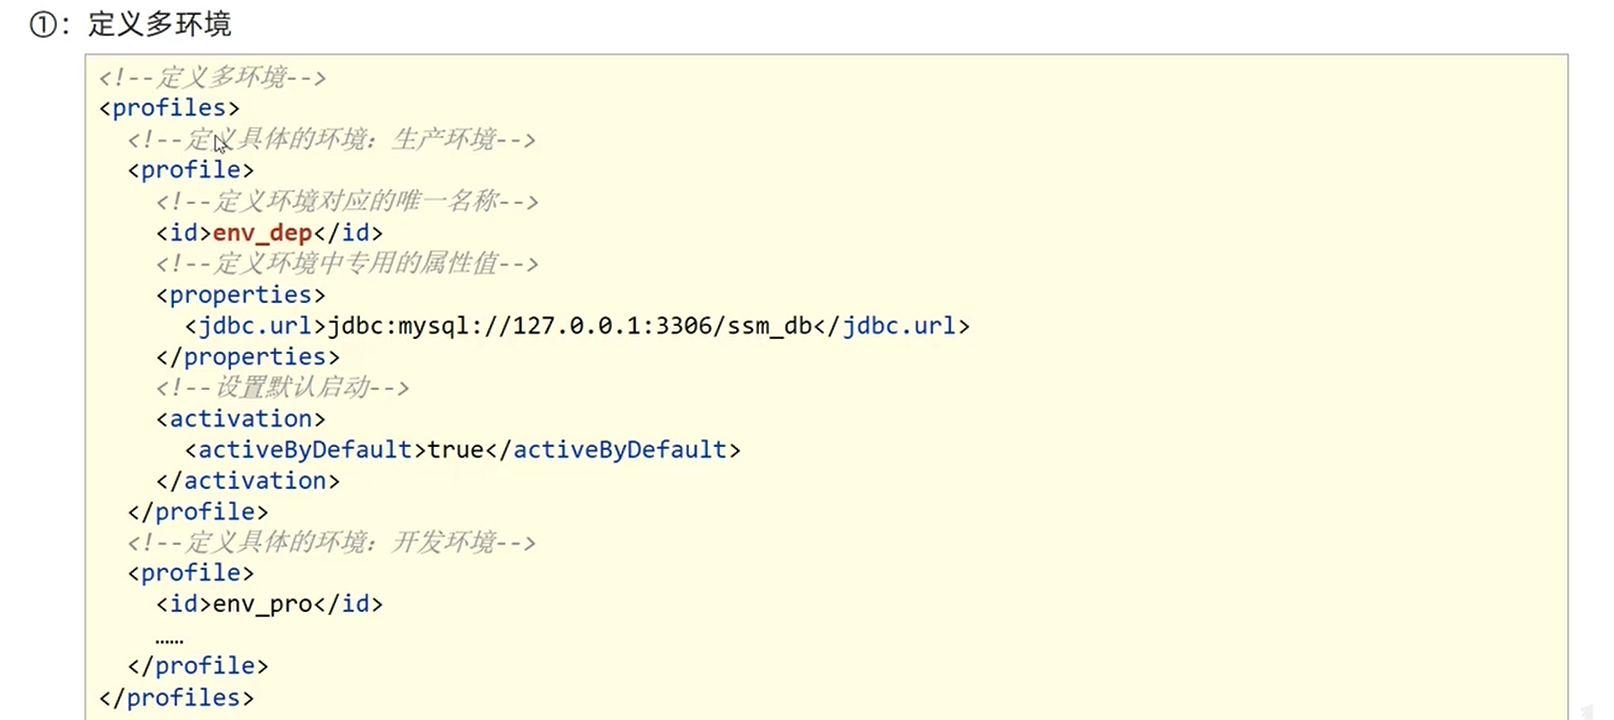 ①：定义多环境
<!--定义多环境-->
<profiles>
<!--定义具体的环境：生产环境-->
<profile>
<!--定义环境对应的唯一名称-->
<id>env_dep</id>
<!--定义环境中专用的属性值-->
<properties>
<jdbc.url>jdbc:mysql://127.0.0.1:3306/ssm_db</jdbc.url>
</properties>
<!--设置默认启动-->
<activation>
<activeByDefault>true</activeByDefault>
</activation>
</profile>
<!--定义具体的环境：开发环境-->
<profile>
<id>env_pro</id>
……
</profile>
</profiles>